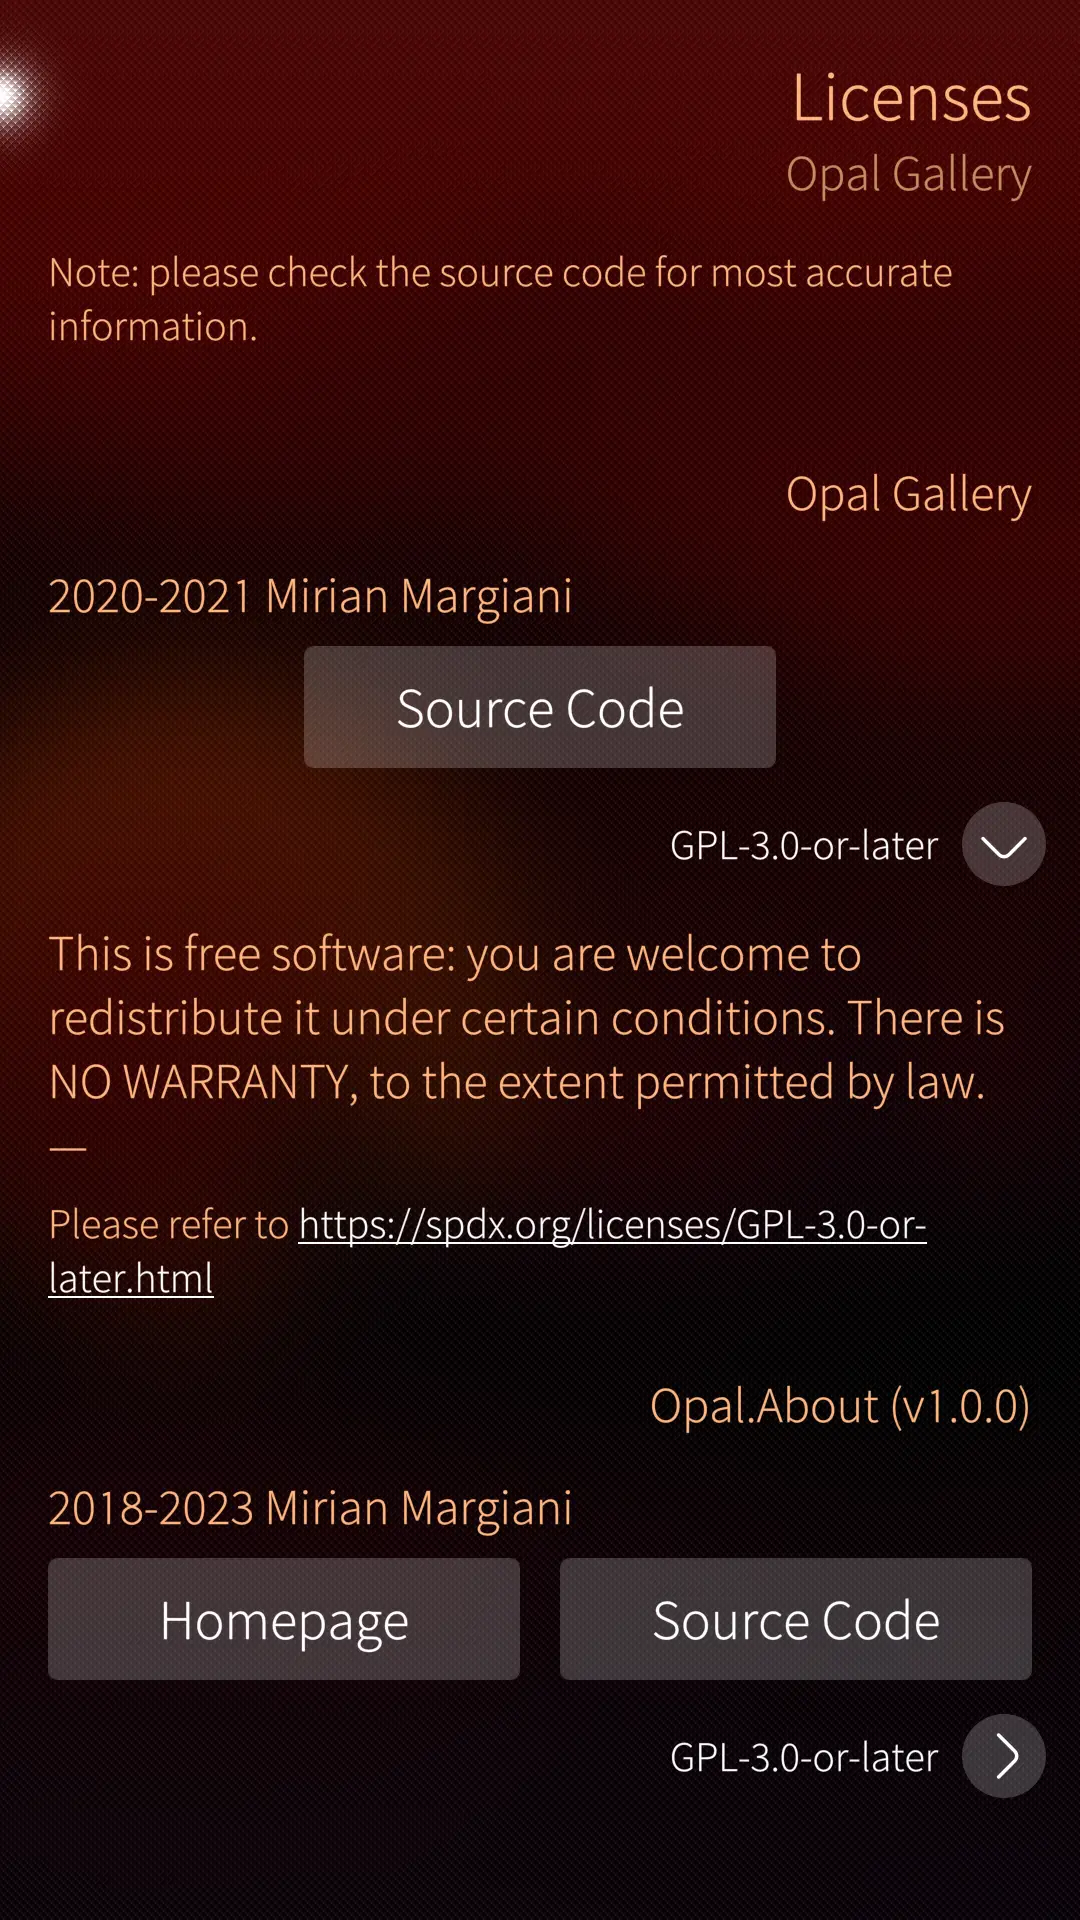 Licenses
Opal Gallery
Note: please check the source code for most accurate
information.
Opal Gallery
2020-2021 Mirian Margiani
Source Code
GPL-3.0-or-later
This is free software: you are welcome to
redistribute it under certain conditions. There is
NO WARRANTY, to the extent permitted by law.
—
Please refer to https://spdx.org/licenses/GPL-3.0-or-
later.html
Opal.About (v1.0.0)
2018-2023 Mirian Margiani
Homepage Source Code
GPL-3.0-or-later